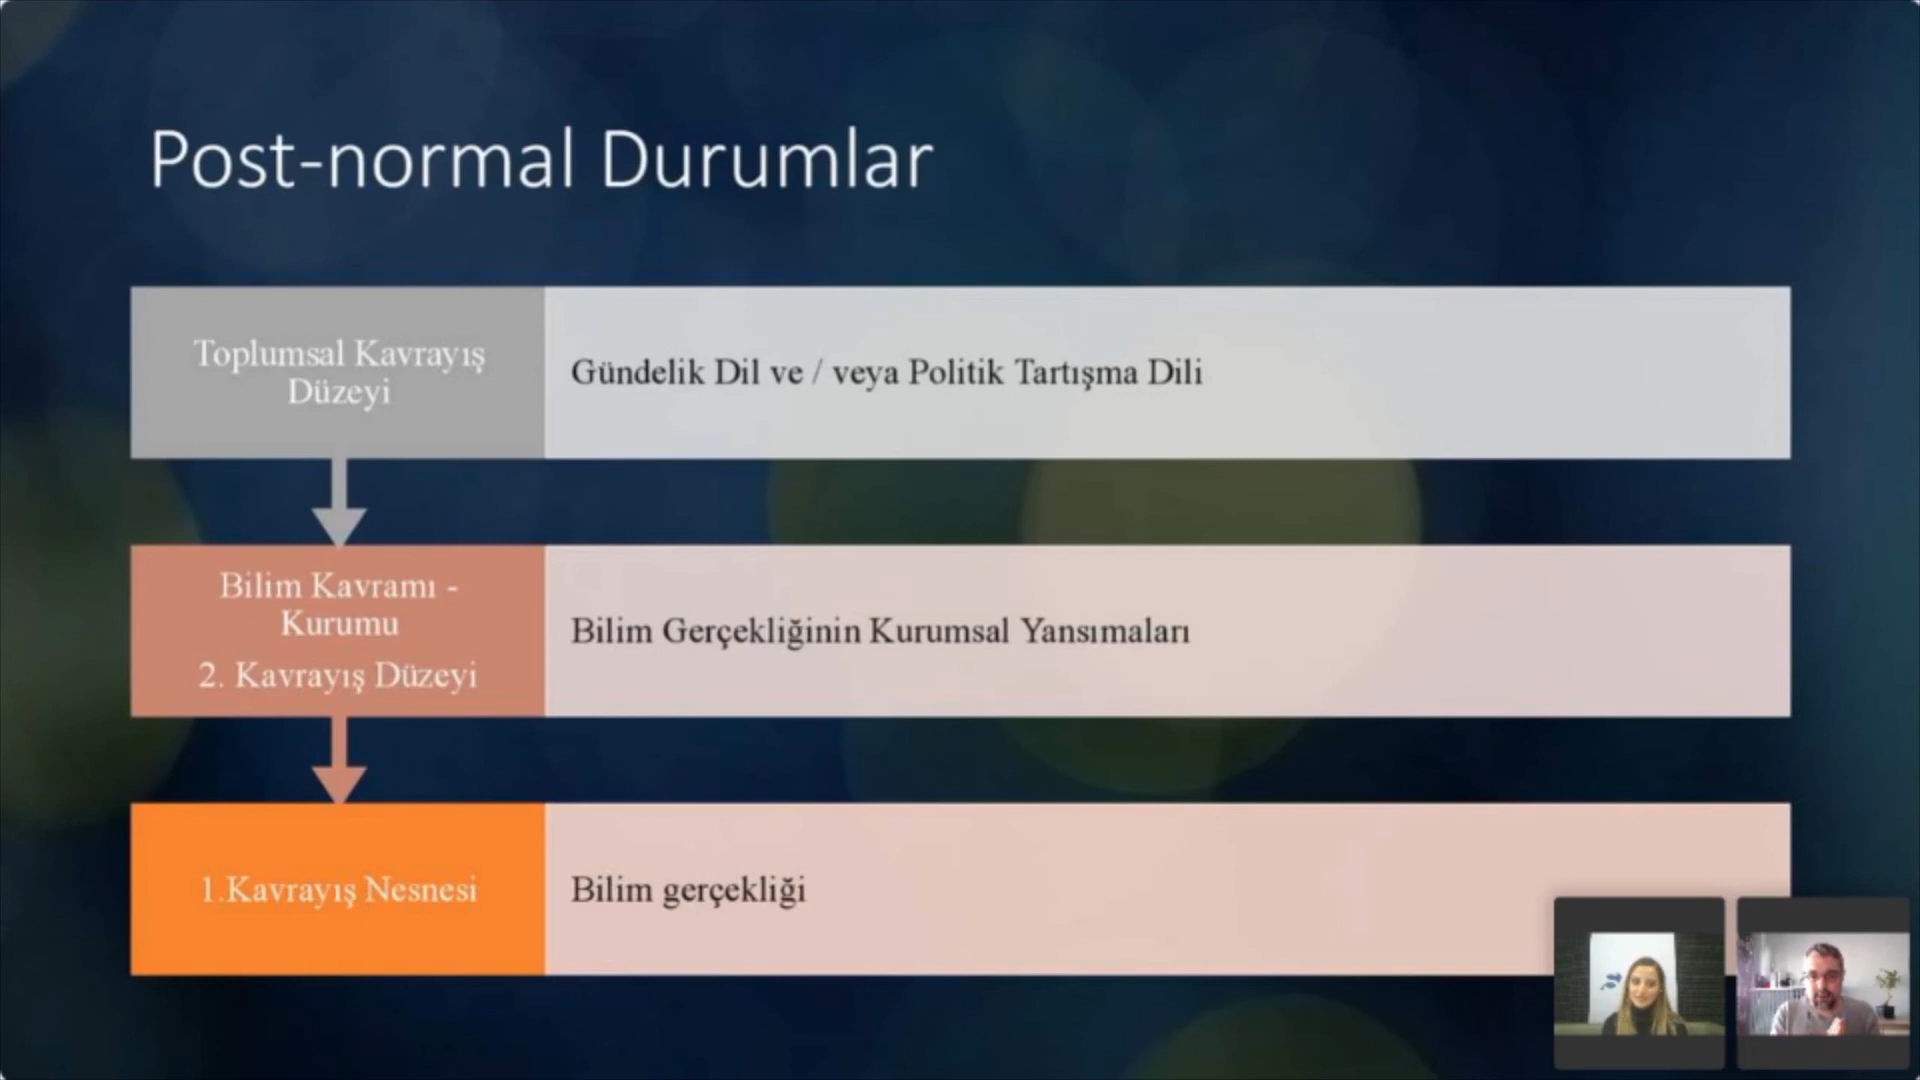 Post-normal Durumlar
Toplumsal Kavrayış
Düzeyi
Gündelik Dil ve / veya Politik Tartışma Dili
Bilim Kavramı -
Kurumu
2. Kavrayış Düzeyi
Bilim Gerçekliğinin Kurumsal Yansımaları
1.Kavrayış Nesnesi
Bilim gerçekliği